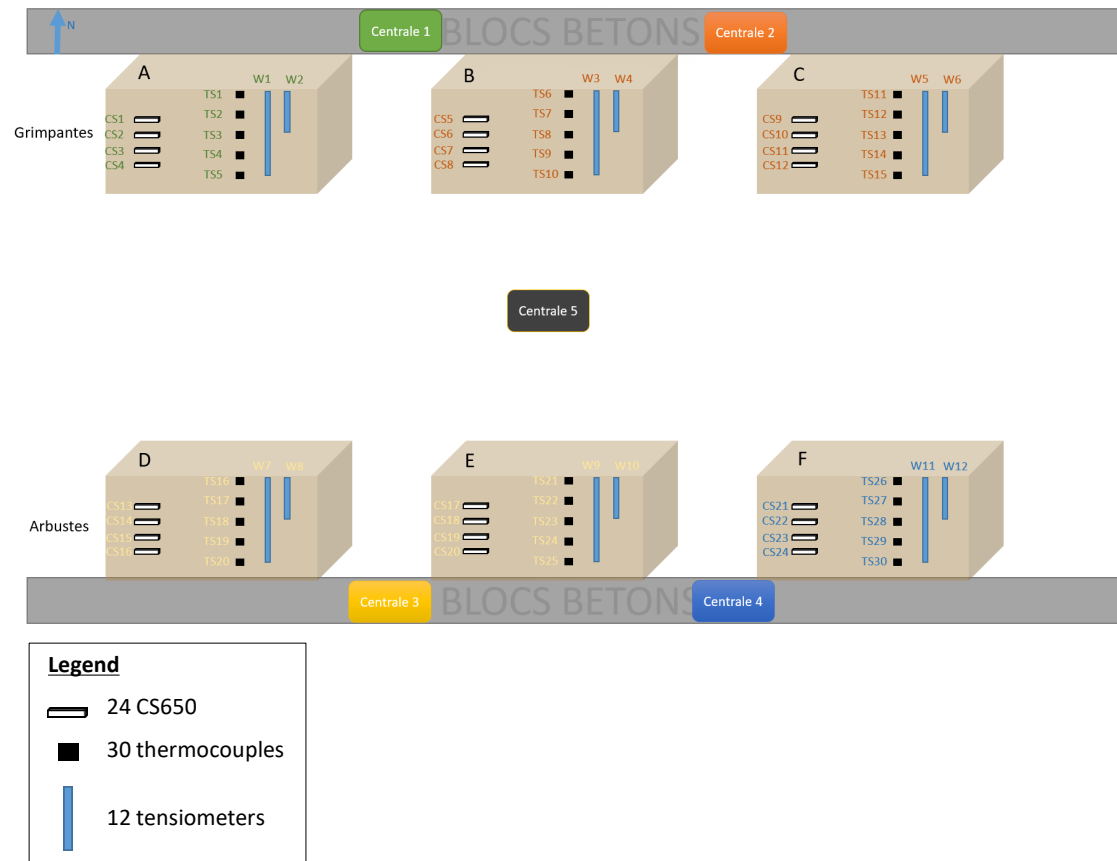 N
Centrale 1
BLOCS BETONS
Centrale 2
Grimpantes
A
W1 W2
TS1
TS2
TS3
TS4
TS5
CS1
CS2
CS3
CS4
B
W3 W4
TS6
TS7
TS8
TS9
TS10
CS5
CS6
CS7
CS8
C
W5 W6
TS11
TS12
TS13
TS14
TS15
CS9
CS10
CS11
CS12
Centrale 5
Arbustes
D
W7 W8
TS16
TS17
TS18
TS19
TS20
CS13
CS14
CS15
CS16
E
W9 W10
TS21
TS22
TS23
TS24
TS25
CS17
CS18
CS19
CS20
F
W11 W12
TS26
TS27
TS28
TS29
TS30
CS21
CS22
CS23
CS24
Centrale 3
BLOCS BETONS
Centrale 4
Legend
24 CS650
30 thermocouples
12 tensiometers